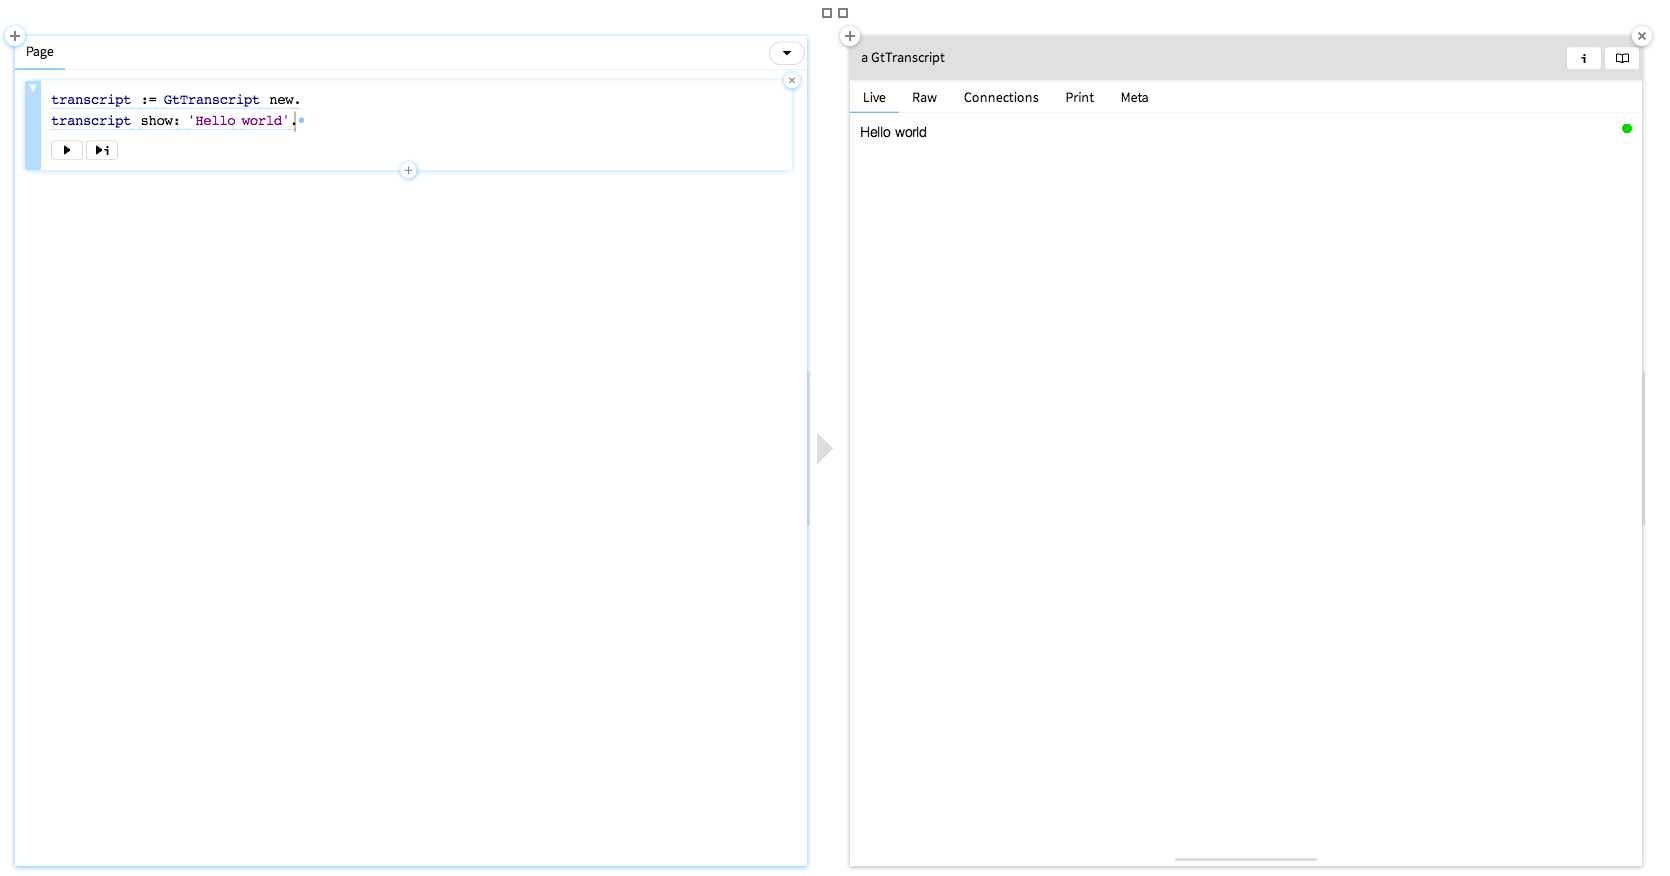 Page
transcript := GtTranscript new.
transcript show: 'Hello world'.
i
a GtTranscript
i
Live Raw Connections Print Meta
Hello world